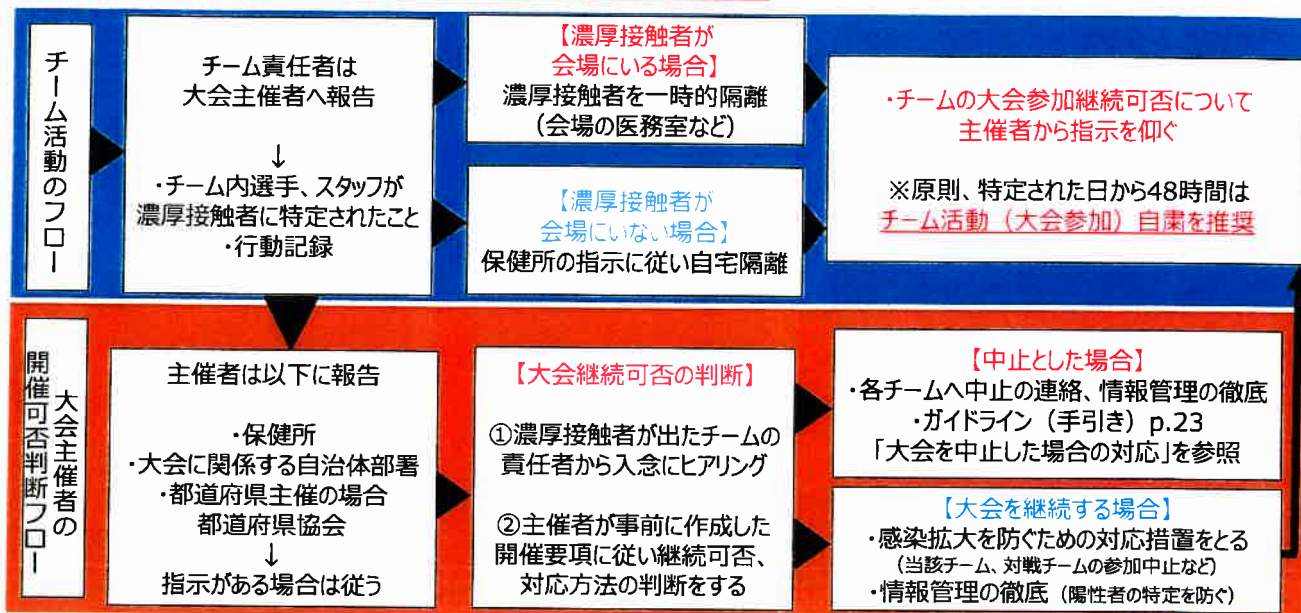 チーム活動のフロー
チーム責任者は
大会主催者へ報告
↓
・チーム内選手、スタッフが
濃厚接触者に特定されたこと
・行動記録
【濃厚接触者が
会場にいる場合】
濃厚接触者を一時的隔離
（会場の医務室など）
【濃厚接触者が
会場にいない場合】
保健所の指示に従い自宅隔離
・チームの大会参加継続可否について
主催者から指示を仰ぐ
※原則、特定された日から48時間は
チーム活動（大会参加）自粛を推奨
大会主催者の
開催可否判断フロー
主催者は以下に報告
・保健所
・大会に関係する自治体部署
・都道府県主催の場合
都道府県協会
↓
指示がある場合は従う
【大会継続可否の判断】
①濃厚接触者が出たチームの
責任者から入念にヒアリング
②主催者が事前に作成した
開催要項に従い継続可否、
対応方法の判断をする
【中止とした場合】
・各チームへ中止の連絡、情報管理の徹底
・ガイドライン（手引き）p.23
「大会を中止した場合の対応」を参照
【大会を継続する場合】
・感染拡大を防ぐための対応措置をとる
（当該チーム、対戦チームの参加中止など）
・情報管理の徹底（陽性者の特定を防ぐ）